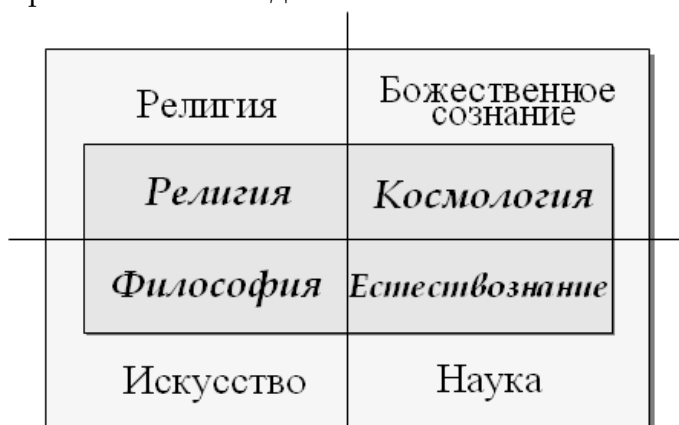 Религия
Божественное
сознание
Религия
Космология
Философия
Естествознание
Искусство
Наука